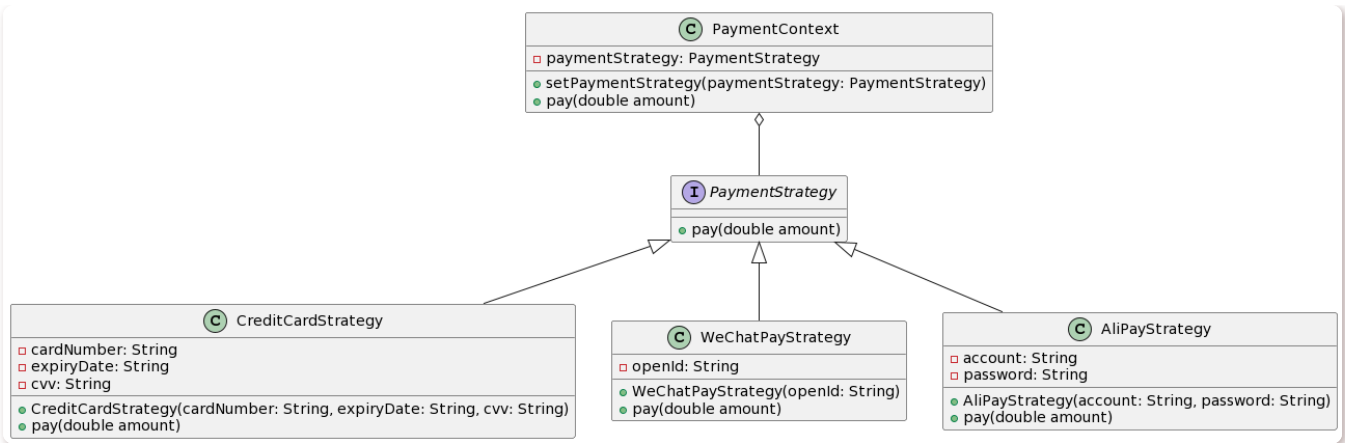 C PaymentContext
paymentStrategy: PaymentStrategy
setPaymentStrategy(paymentStrategy: PaymentStrategy)
pay(double amount)
I PaymentStrategy
pay(double amount)
C CreditCardStrategy
cardNumber: String
expiryDate: String
cvv: String
CreditCardStrategy(cardNumber: String, expiryDate: String, cvv: String)
pay(double amount)
C WeChatPayStrategy
openId: String
WeChatPayStrategy(openId: String)
pay(double amount)
C AliPayStrategy
account: String
password: String
AliPayStrategy(account: String, password: String)
pay(double amount)